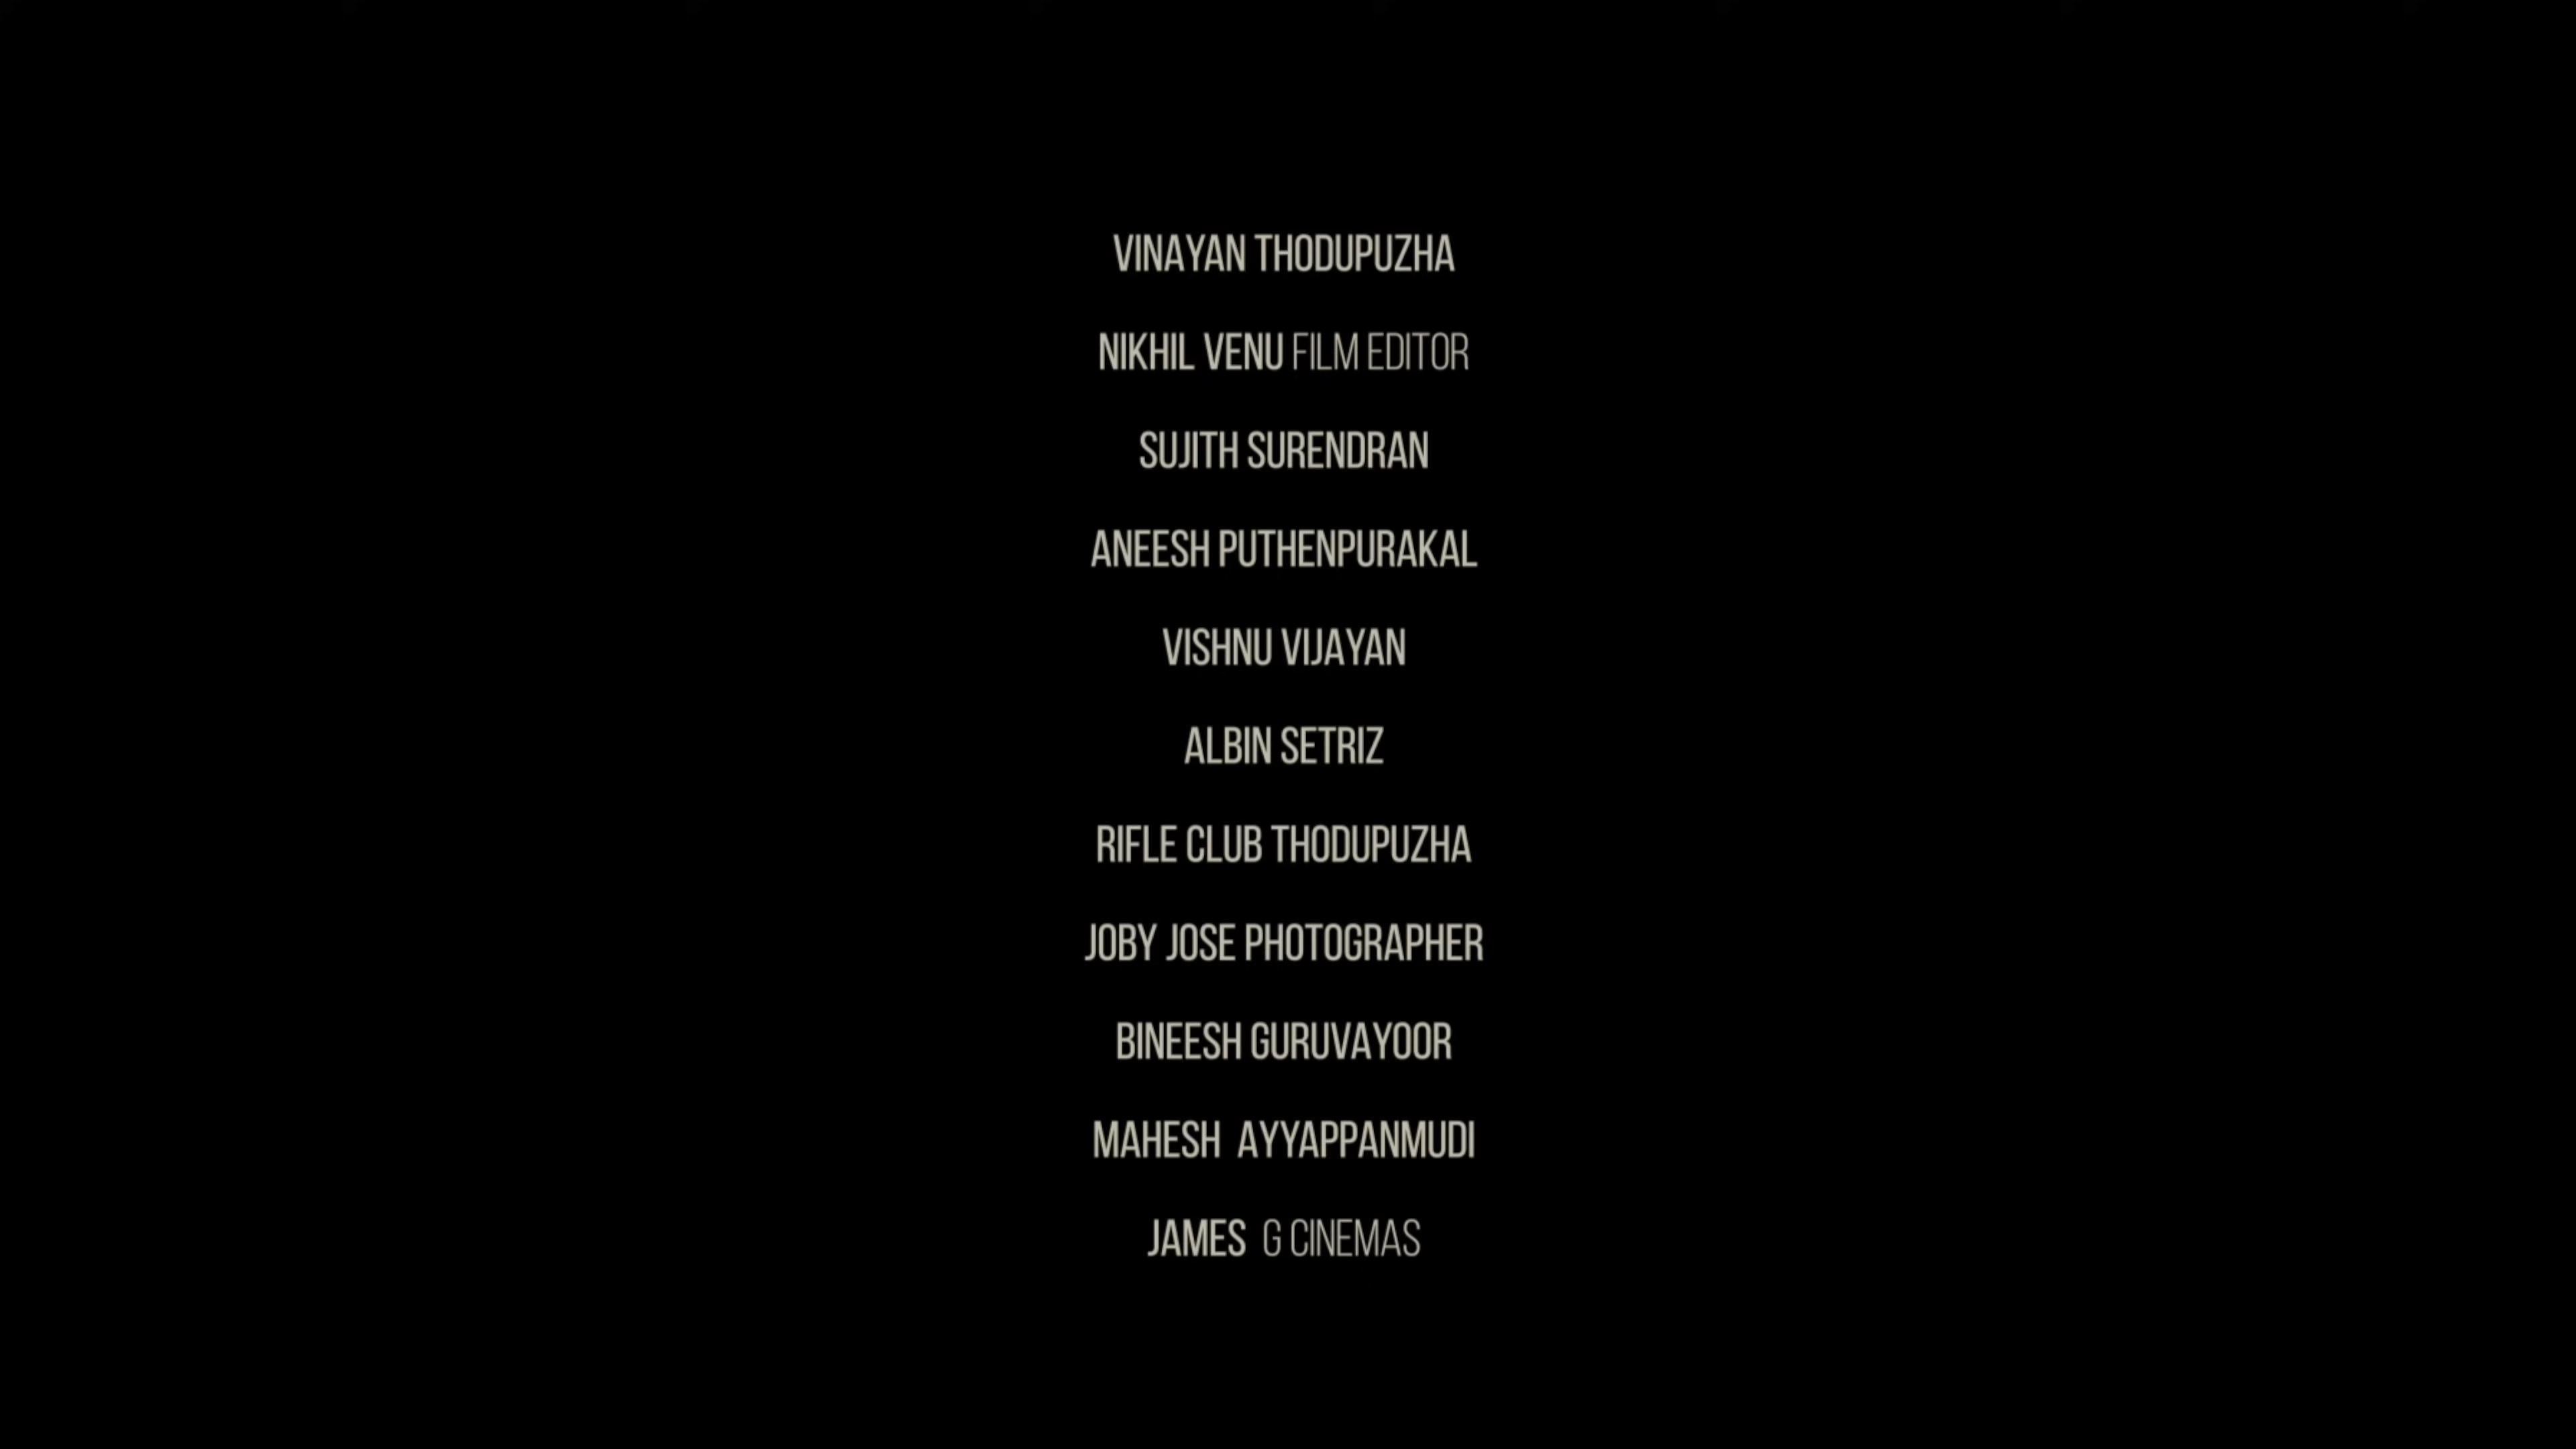 VINAYAN THODUPUZHA
NIKHIL VENU FILM EDITOR
SUJITH SURENDRAN
ANEESH PUTHENPURAKAL
VISHNU VIJAYAN
ALBIN SETRIZ
RIFLE CLUB THODUPUZHA
JOBY JOSE PHOTOGRAPHER
BINEESH GURUVAYOOR
MAHESH  AYYAPPANMUDI
JAMES  G CINEMAS